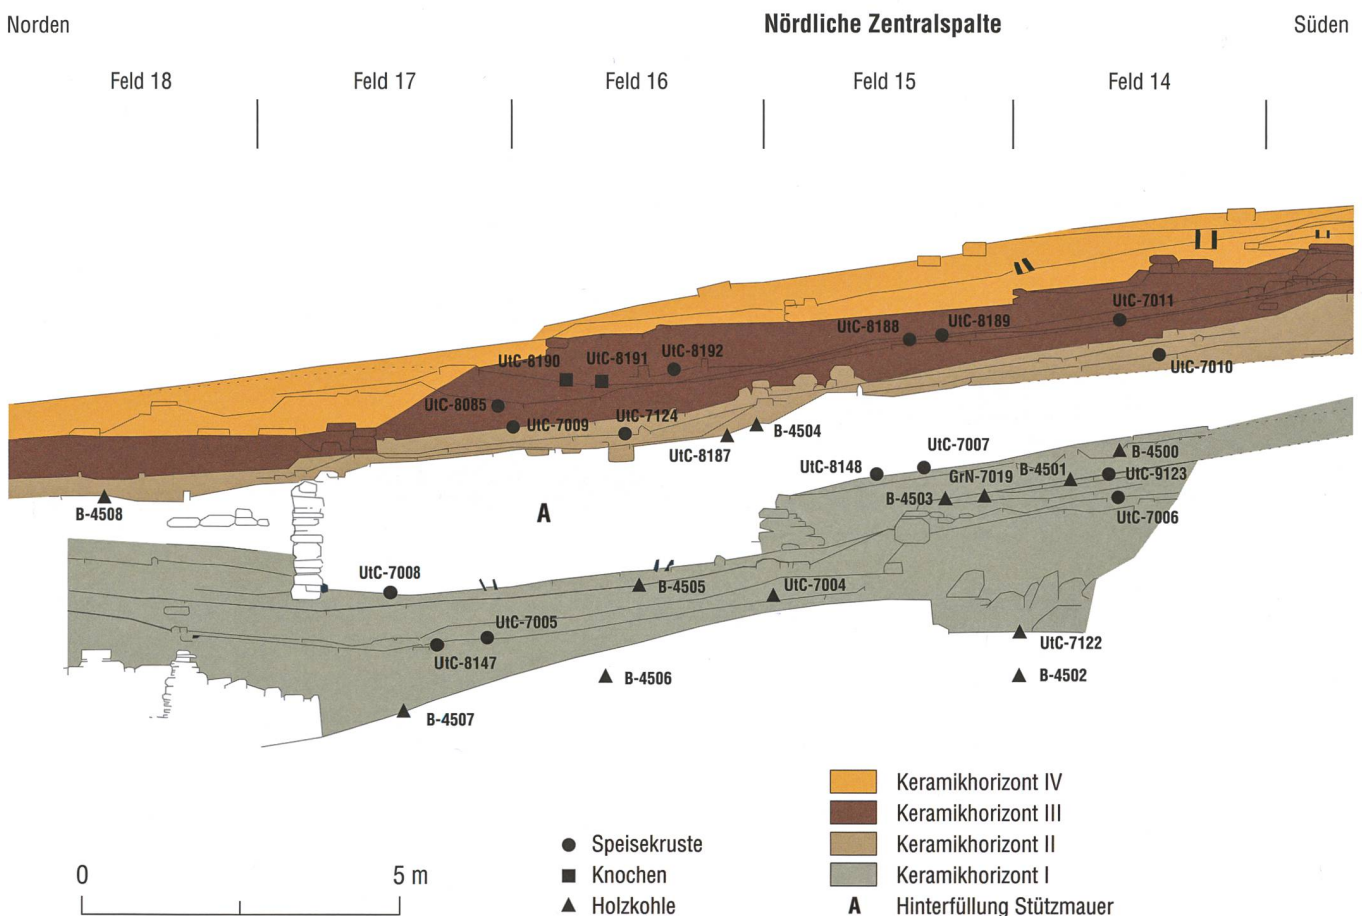 Norden Nördliche Zentralspalte Süden
Feld 18 Feld 17 Feld 16 Feld 15 Feld 14
UtC-7011
UtC-8188 UtC-8189
UtC-8190 UtC-8191 UtC-8192
UtC-7010
UtC-8085
UtC-7009 UtC-7124
B-4504
UtC-8187
UtC-7007
B-4500
UtC-8148
GrN-7019 B-4501 UtC-9123
B-4503
B-4508
A
UtC-7006
UtC-7008
B-4505 UtC-7004
UtC-7005
UtC-7122
UtC-8147
B-4506 B-4502
B-4507
Keramikhorizont IV
Keramikhorizont III
Speisekruste Keramikhorizont II
0 5 m Knochen Keramikhorizont I
Holzkohle A Hinterfüllung Stützmauer